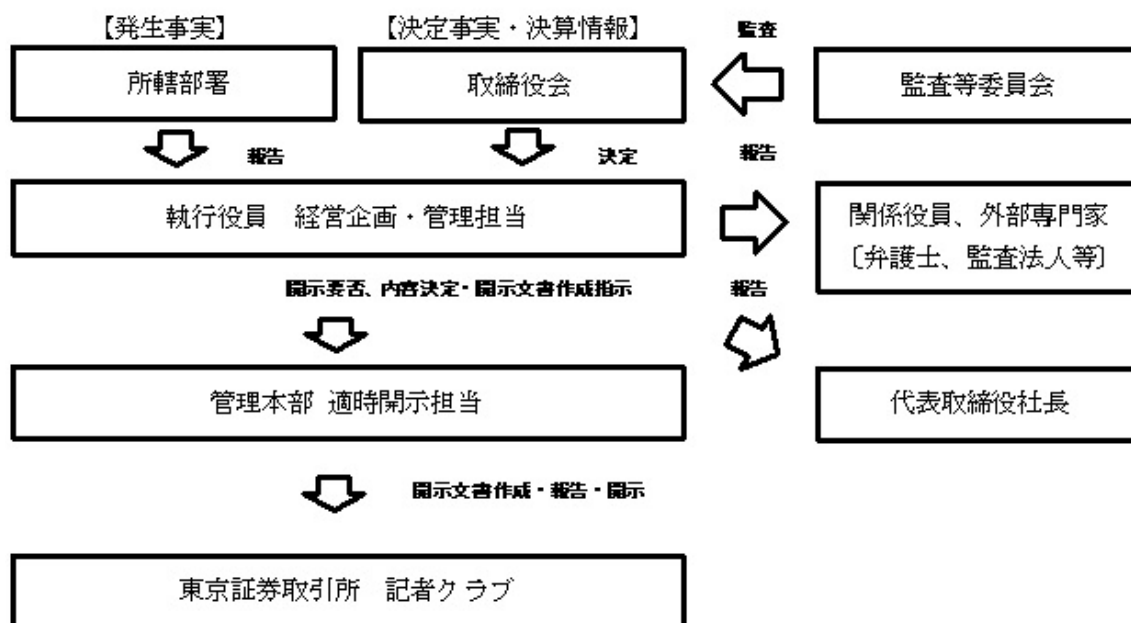 【発生事実】
【決定事実・決算情報】
監査
所轄部署
取締役会
監査等委員会
報告
決定
報告
執行役員　経営企画・管理担当
関係役員、外部専門家
〔弁護士、監査法人等〕
開示要否、内容決定・開示文書作成指示
報告
管理本部 適時開示担当
代表取締役社長
開示文書作成・報告・開示
東京証券取引所　記者クラブ